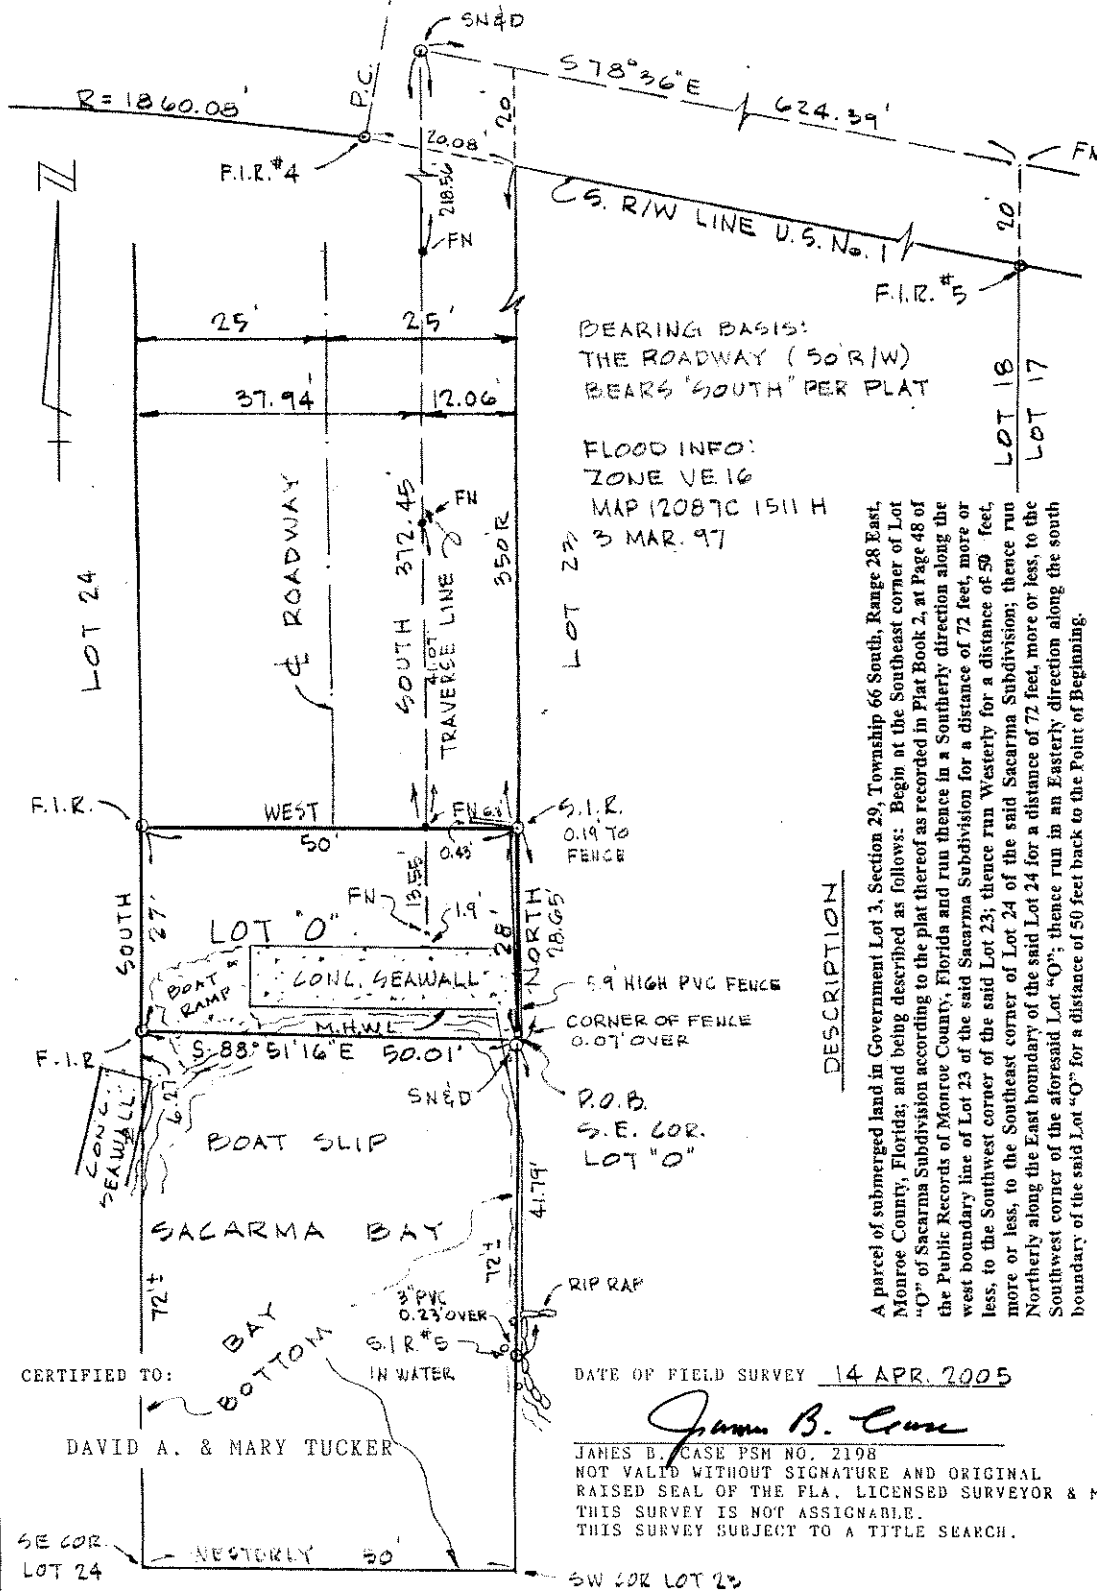 SN&D
S 78°36"E
624.39'
R=1860.08'
P.C.
20'
20.08'
F.I.R.#4
218.56'
FN
FN
20'
S. R/W LINE U.S. No. 1
F.I.R.#5
N
25'
25'
37.94'
12.06'
BEARING BASIS:
THE ROADWAY (50'R/W)
BEARS "SOUTH" PER PLAT
FLOOD INFO:
ZONE VE 16
MAP 12087C 1511 H
3 MAR. 97
LOT 18
LOT 17
LOT 24
℄ ROADWAY
SOUTH 372.45'
41.07
TRAVERSE LINE
FN
350'R
LOT 23
F.I.R.
WEST
50'
FN
6.8'
0.43'
S.I.R.
0.19 TO
FENCE
SOUTH 27'
LOT "O"
FN
13.55'
1.9'
28'
NORTH
28.65'
BOAT
RAMP
CONC. SEAWALL
5.9' HIGH PVC FENCE
M.H.W.L.
CORNER OF FENCE
0.07' OVER
F.I.R.
S. 88°51'16"E 50.01'
SN&D
P.O.B.
S.E. COR.
LOT "O"
6.27'
CONC.
SEAWALL
BOAT SLIP
SACARMA BAY
41.79'
72'±
72'±
BAY
BOTTOM
3"PVC
0.23'OVER
S.I.R.#5
IN WATER
RIP RAP
DESCRIPTION
A parcel of submerged land in Government Lot 3, Section 29, Township 66 South, Range 28 East,
Monroe County, Florida; and being described as follows: Begin at the Southeast corner of Lot
"O" of Sacarma Subdivision according to the plat thereof as recorded in Plat Book 2, at Page 48 of
the Public Records of Monroe County, Florida and run thence in a Southerly direction along the
west boundary line of Lot 23 of the said Sacarma Subdivision for a distance of 72 feet, more or
less, to the Southwest corner of the said Lot 23; thence run Westerly for a distance of 50 feet,
more or less, to the Southeast corner of Lot 24 of the said Sacarma Subdivision; thence run
Northerly along the East boundary of the said Lot 24 for a distance of 72 feet, more or less, to the
Southwest corner of the aforesaid Lot "O"; thence run in an Easterly direction along the south
boundary of the said Lot "O" for a distance of 50 feet back to the Point of Beginning.
CERTIFIED TO:
DAVID A. & MARY TUCKER
DATE OF FIELD SURVEY 14 APR. 2005
James B. Case
JAMES B. CASE PSM NO. 2198
NOT VALID WITHOUT SIGNATURE AND ORIGINAL
RAISED SEAL OF THE FLA. LICENSED SURVEYOR & M
THIS SURVEY IS NOT ASSIGNABLE.
THIS SURVEY SUBJECT TO A TITLE SEARCH.
SE COR.
LOT 24
WESTERLY 50'
SW COR LOT 23